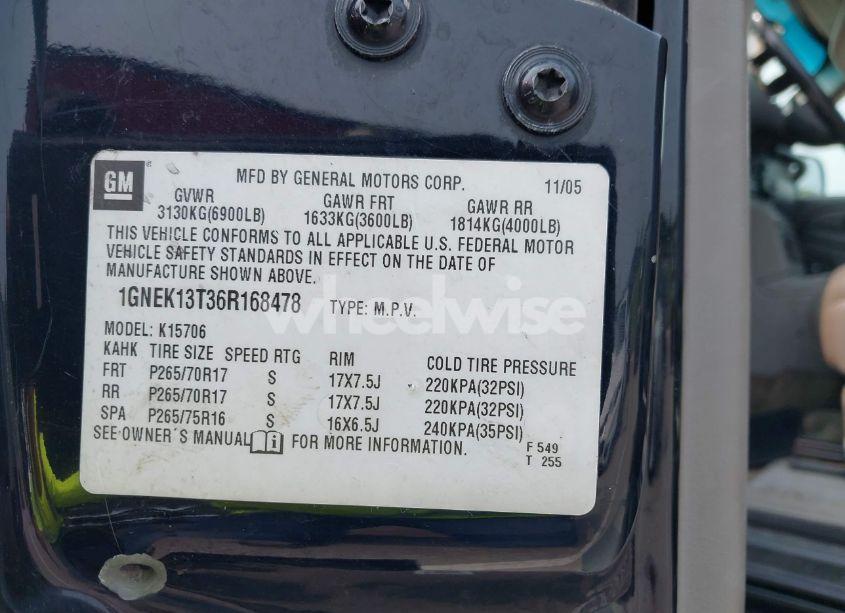 GM
MFD BY GENERAL MOTORS CORP. 11/05
GVWR GAWR FRT GAWR RR
3130KG(6900LB) 1633KG(3600LB) 1814KG(4000LB)
THIS VEHICLE CONFORMS TO ALL APPLICABLE U.S. FEDERAL MOTOR
VEHICLE SAFETY STANDARDS IN EFFECT ON THE DATE OF
MANUFACTURE SHOWN ABOVE.
1GNEK13T36R168478 TYPE: M.P.V.
wheelwise
MODEL: K15706
KAHK TIRE SIZE SPEED RTG RIM COLD TIRE PRESSURE
FRT P265/70R17 S 17X7.5J 220KPA(32PSI)
RR P265/70R17 S 17X7.5J 220KPA(32PSI)
SPA P265/75R16 S 16X6.5J 240KPA(35PSI)
SEE OWNER´S MANUAL i FOR MORE INFORMATION.
F 549
T 255